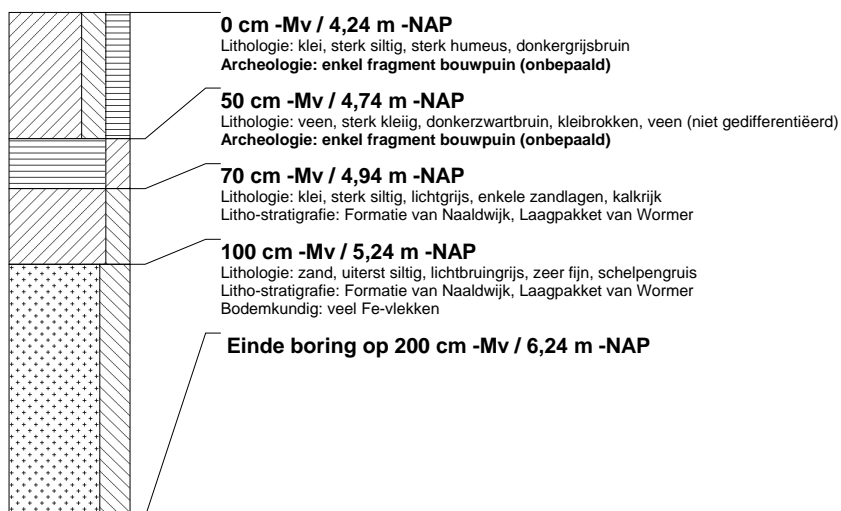 0 cm -Mv / 4,24 m -NAP
Lithologie: klei, sterk siltig, sterk humeus, donkergrijsbruin
Archeologie: enkel fragment bouwpuin (onbepaald)
50 cm -Mv / 4,74 m -NAP
Lithologie: veen, sterk kleiig, donkerzwartbruin, kleibrokken, veen (niet gedifferentiëerd)
Archeologie: enkel fragment bouwpuin (onbepaald)
70 cm -Mv / 4,94 m -NAP
Lithologie: klei, sterk siltig, lichtgrijs, enkele zandlagen, kalkrijk
Litho-stratigrafie: Formatie van Naaldwijk, Laagpakket van Wormer
100 cm -Mv / 5,24 m -NAP
Lithologie: zand, uiterst siltig, lichtbruingrijs, zeer fijn, schelpengruis
Litho-stratigrafie: Formatie van Naaldwijk, Laagpakket van Wormer
Bodemkundig: veel Fe-vlekken
Einde boring op 200 cm -Mv / 6,24 m -NAP